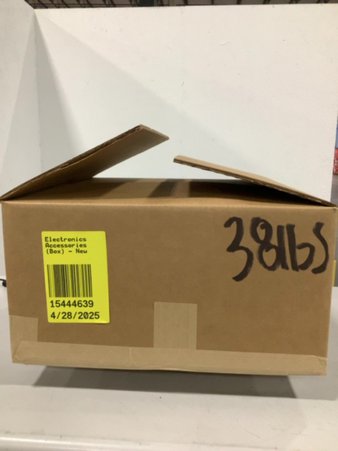 Electronics
Accessories
(Box) - New
15444639
4/28/2025
38lbs